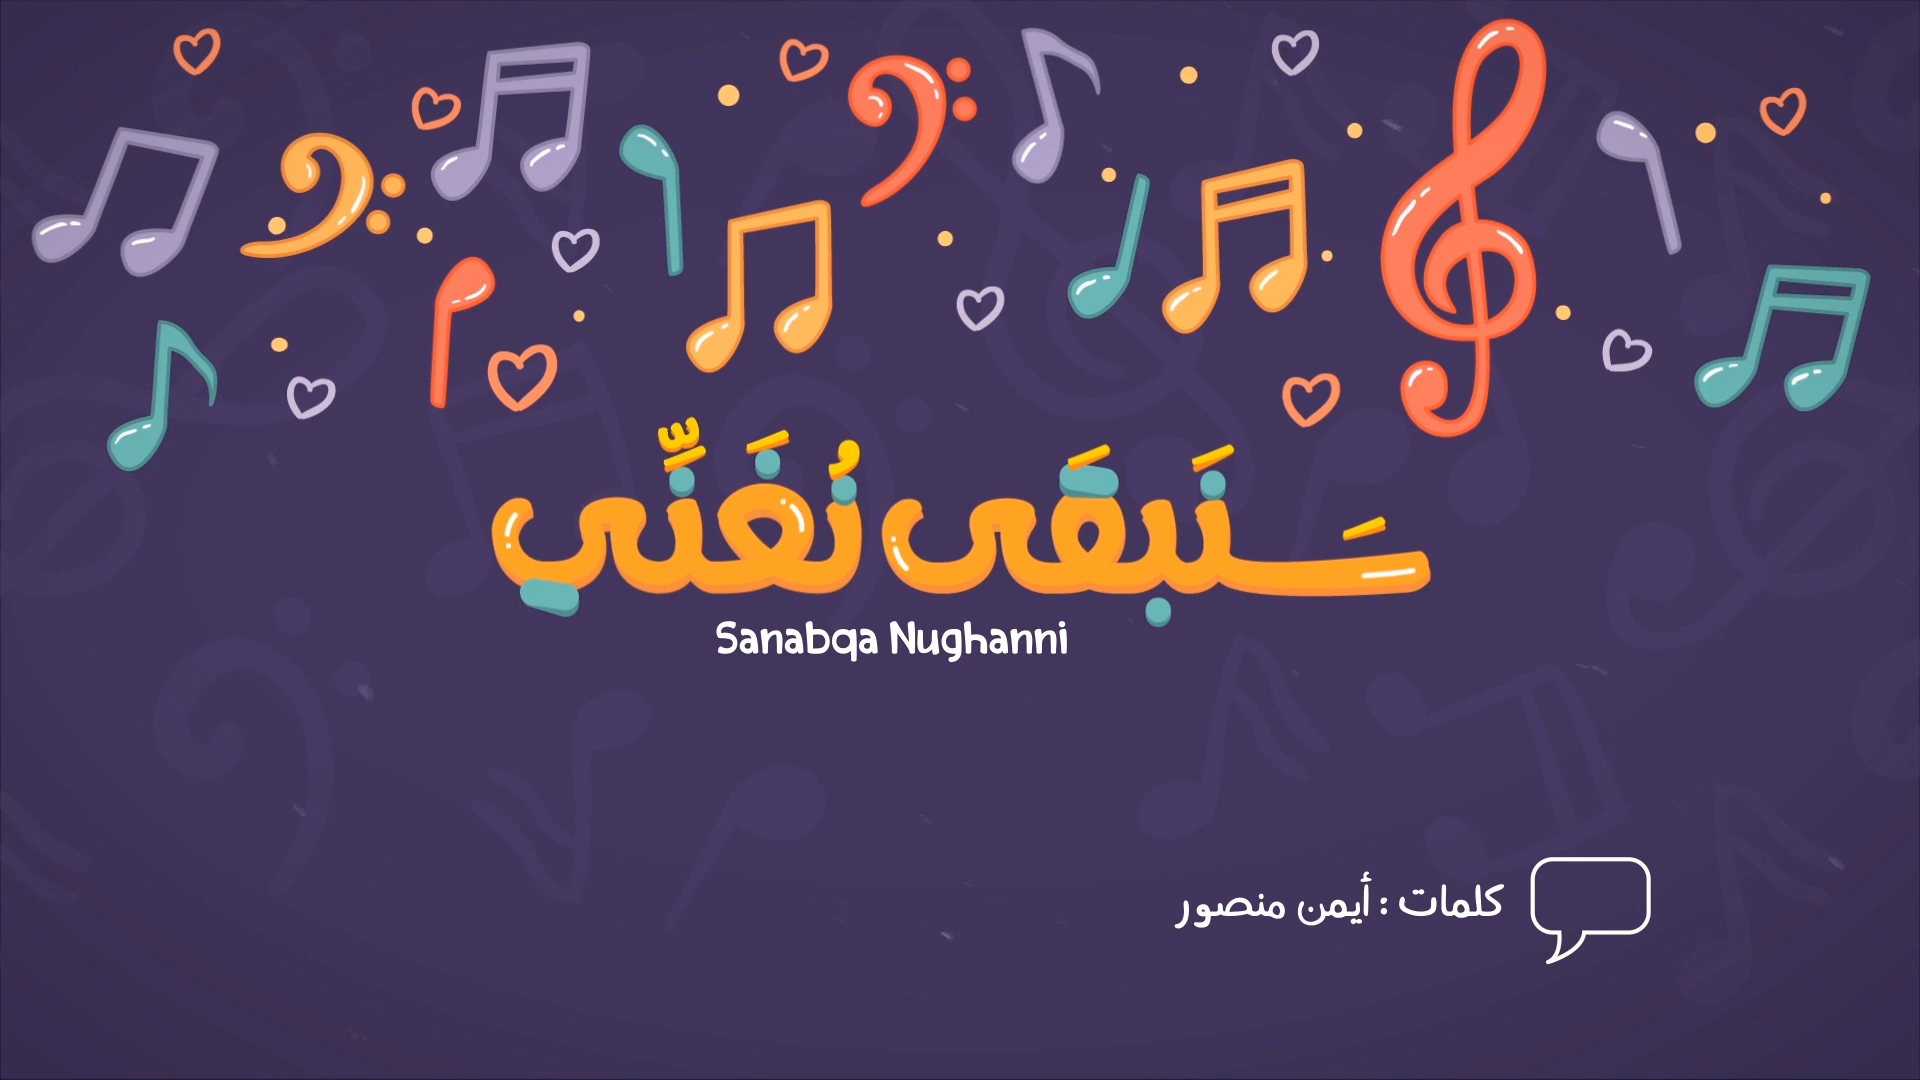 سَنَبقَى نُغَنِّي
Sanabqa Nughanni
كلمات : أيمن منصور